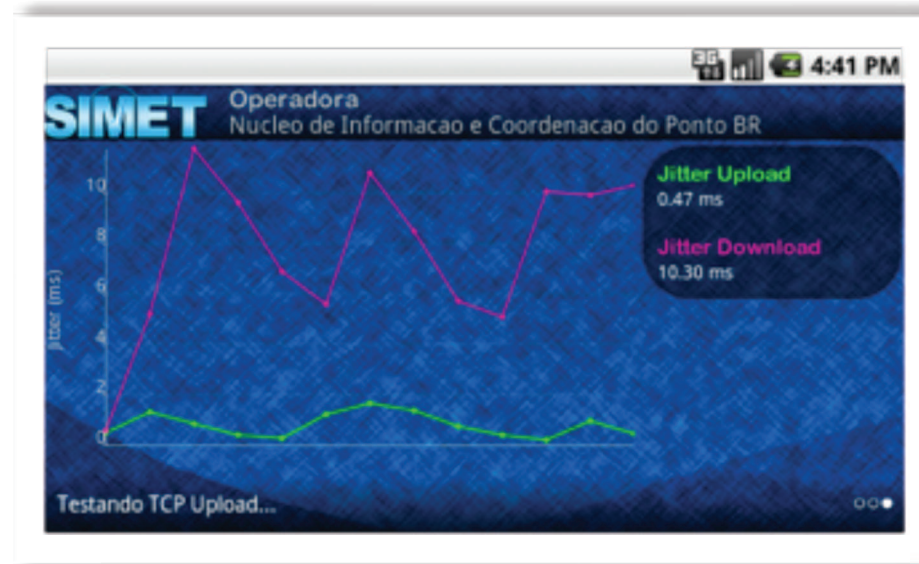 3G
4:41 PM
SIMET
Operadora
Nucleo de Informacao e Coordenacao do Ponto BR
Jitter Upload
0.47 ms
Jitter Download
10.30 ms
Jitter (ms)
10
8
6
4
2
0
Testando TCP Upload...